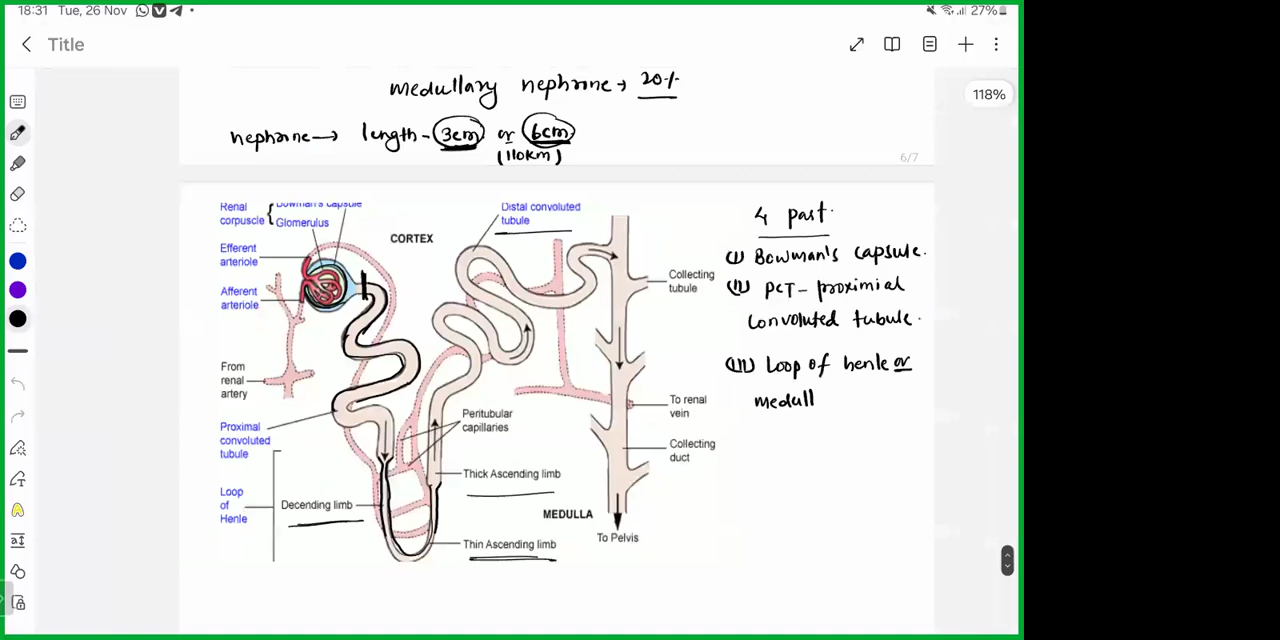 18:31 Tue, 26 Nov
27%
Title
118%
medullary nephrone → 20%
nephrone → length - 3cm or 6cm
(110km)
6/7
Renal corpuscle { Bowman's capsule
Glomerulus
Efferent arteriole
Afferent arteriole
From renal artery
Proximal convoluted tubule
Loop of Henle
Decending limb
CORTEX
Distal convoluted tubule
Peritubular capillaries
Thick Ascending limb
MEDULLA
Thin Ascending limb
Collecting tubule
To renal vein
Collecting duct
To Pelvis
4 part.
(I) Bowman's capsule.
(II) PCT - proximial
convoluted tubule.
(III) Loop of henle or
medull